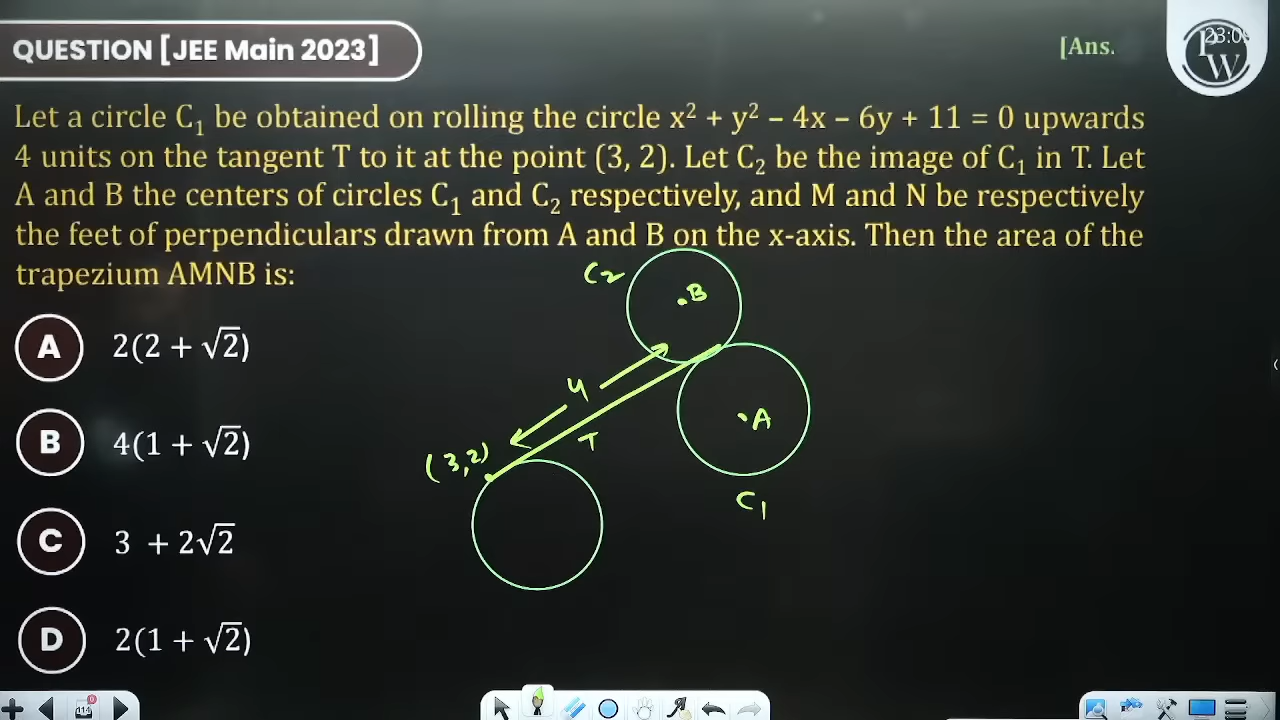 QUESTION [JEE Main 2023]
[Ans.
23:0
PW
Let a circle C₁ be obtained on rolling the circle x² + y² – 4x – 6y + 11 = 0 upwards
4 units on the tangent T to it at the point (3, 2). Let C₂ be the image of C₁ in T. Let
A and B the centers of circles C₁ and C₂ respectively, and M and N be respectively
the feet of perpendiculars drawn from A and B on the x-axis. Then the area of the
trapezium AMNB is:
C₂
B
A 2(2 + √2)
4
A
B 4(1 + √2)
T
(3,2)
C₁
C 3 + 2√2
D 2(1 + √2)
414